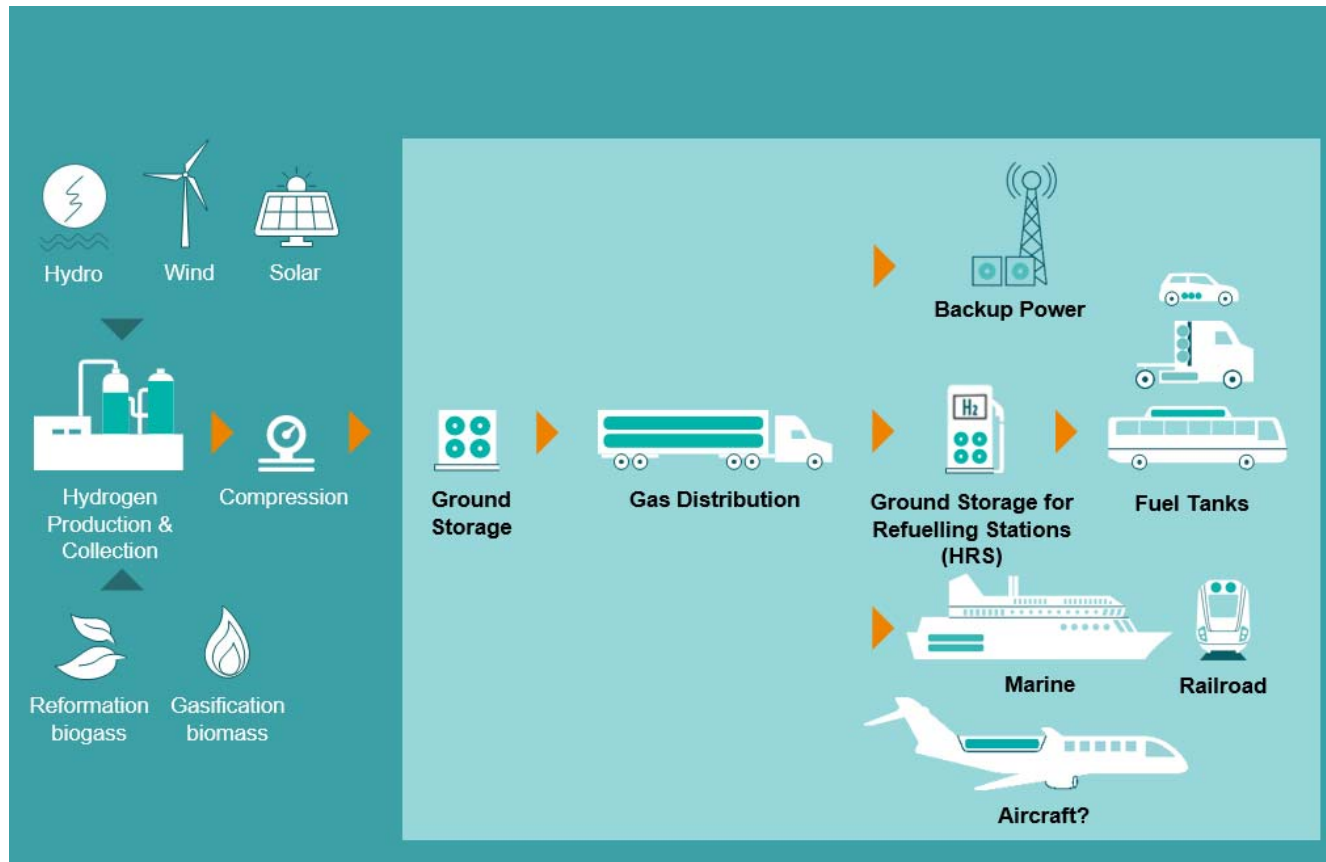 Hydro
Wind
Solar
Backup Power
Hydrogen
Production &
Collection
Compression
Ground
Storage
Gas Distribution
H2
Ground Storage for
Refuelling Stations
(HRS)
Fuel Tanks
Reformation
biogass
Gasification
biomass
Marine
Railroad
Aircraft?